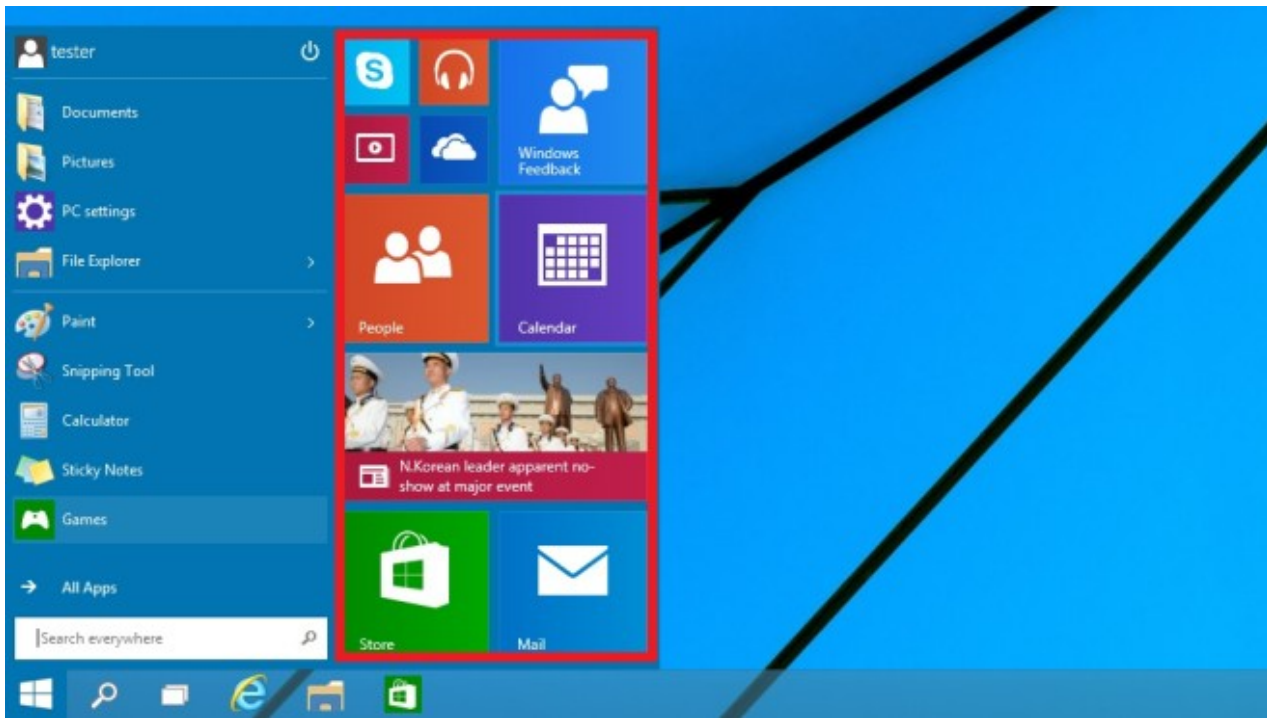 tester
Documents
Pictures
PC settings
File Explorer
Paint
Snipping Tool
Calculator
Sticky Notes
Games
All Apps
Search everywhere
S
Windows
Feedback
People
Calendar
N.Korean leader apparent no-
show at major event
Store
Mail